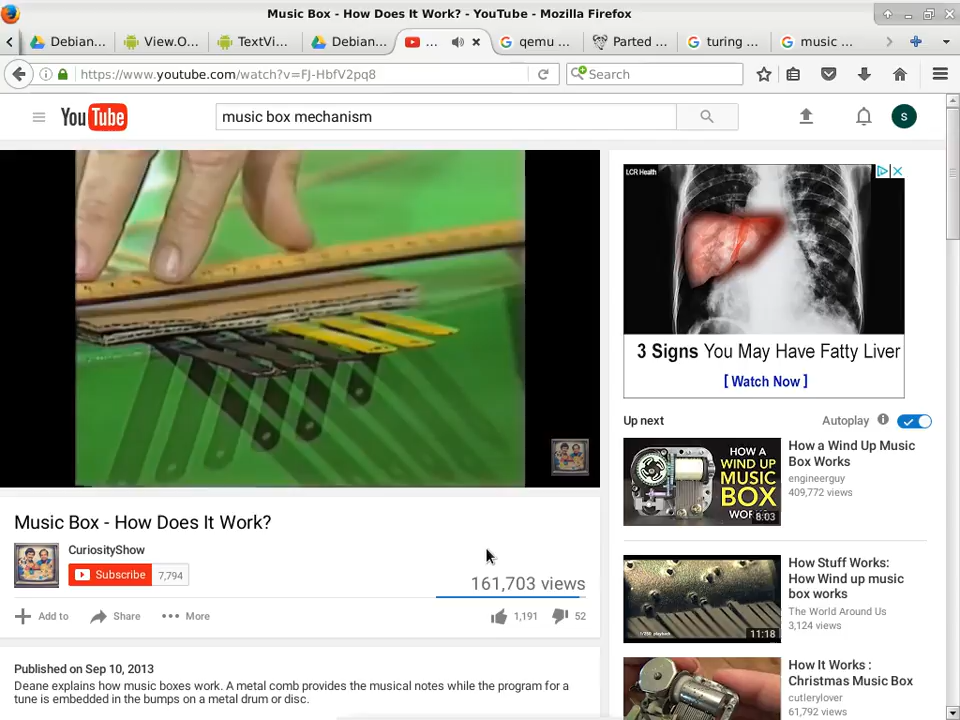 Music Box - How Does It Work? - YouTube - Mozilla Firefox
Debian...
View.O...
TextVi...
Debian...
...
qemu ...
Parted ...
turing ...
music ...
https://www.youtube.com/watch?v=FJ-HbfV2pq8
Search
YouTube
music box mechanism
S
LCR Health
3 Signs You May Have Fatty Liver
[ Watch Now ]
Up next
Autoplay
HOW A
WIND UP
MUSIC
BOX
WORKS
8:03
How a Wind Up Music
Box Works
engineerguy
409,772 views
Music Box - How Does It Work?
CuriosityShow
Subscribe
7,794
161,703 views
Add to
Share
More
1,191
52
11:18
How Stuff Works:
How Wind up music
box works
The World Around Us
3,124 views
How It Works :
Christmas Music Box
cutlerylover
61,792 views
Published on Sep 10, 2013
Deane explains how music boxes work. A metal comb provides the musical notes while the program for a
tune is embedded in the bumps on a metal drum or disc.